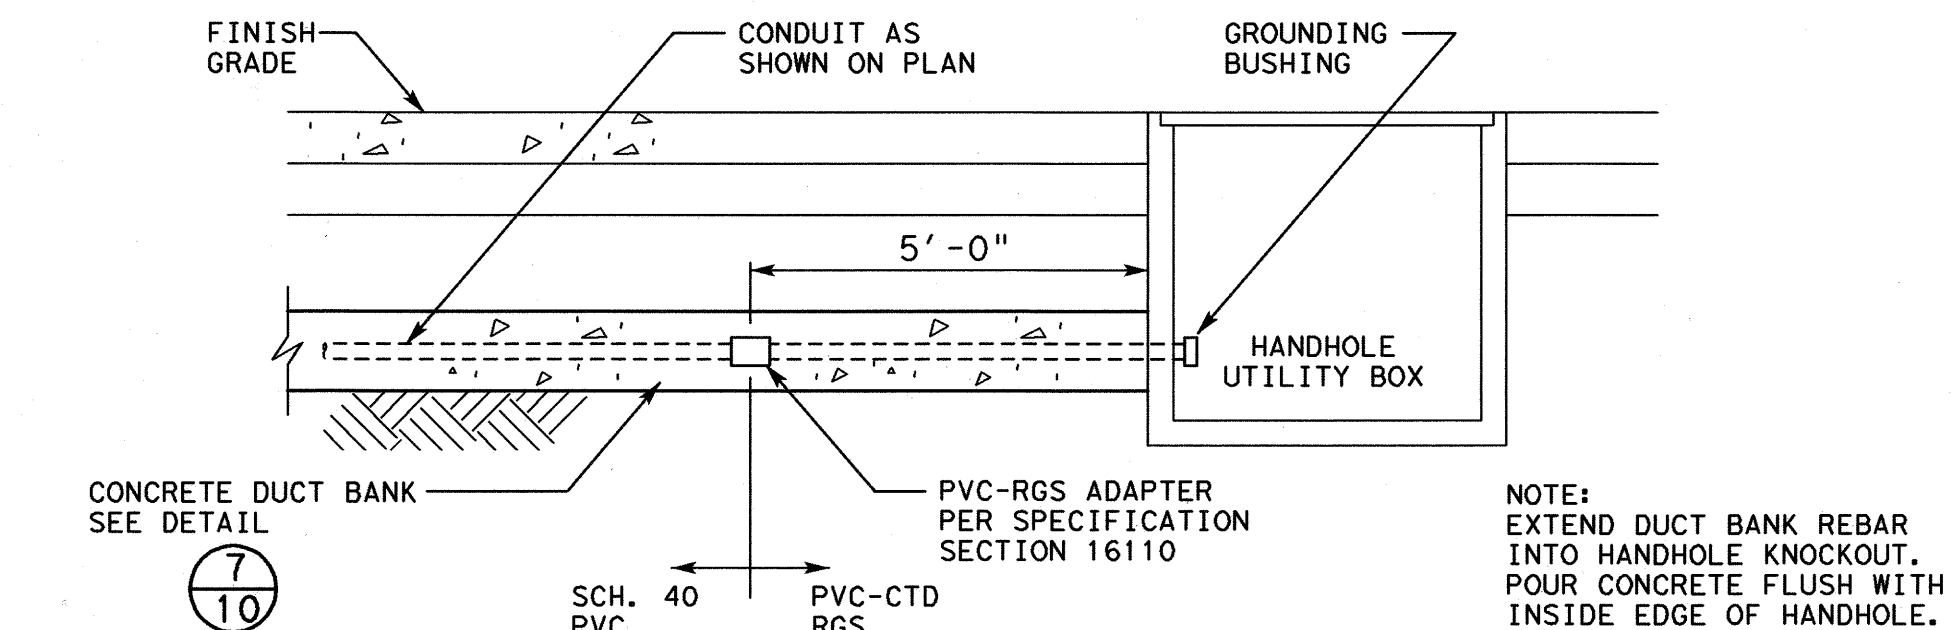 FINISH
GRADE
CONDUIT AS
SHOWN ON PLAN
GROUNDING
BUSHING
5'-0"
HANDHOLE
UTILITY BOX
CONCRETE DUCT BANK
SEE DETAIL
7
10
PVC-RGS ADAPTER
PER SPECIFICATION
SECTION 16110
SCH. 40
PVC
PVC-CTD
RGS
NOTE:
EXTEND DUCT BANK REBAR
INTO HANDHOLE KNOCKOUT.
POUR CONCRETE FLUSH WITH
INSIDE EDGE OF HANDHOLE.